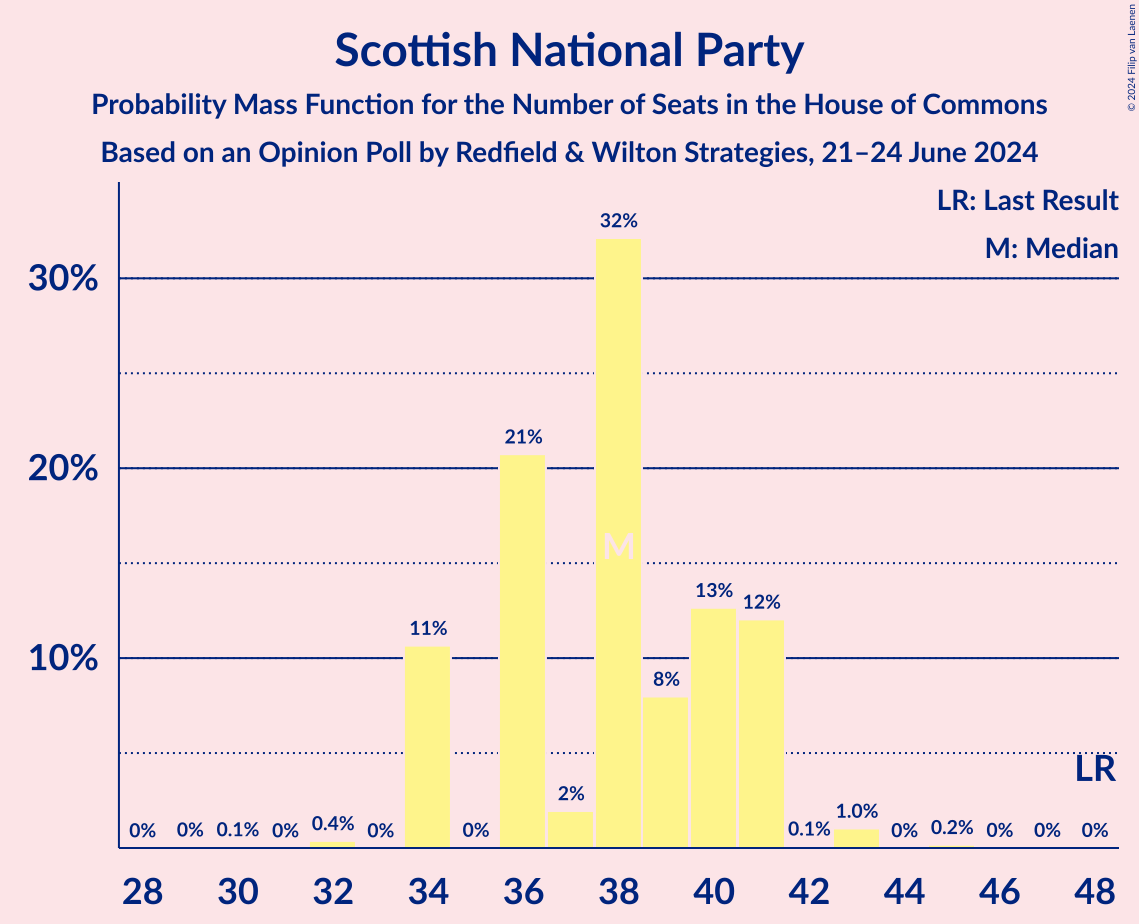 © 2024 Filip van Laenen
Scottish National Party
Probability Mass Function for the Number of Seats in the House of Commons
Based on an Opinion Poll by Redfield & Wilton Strategies, 21–24 June 2024
LR: Last Result
M: Median
30%
20%
10%
0% 0% 0.1% 0% 0.4% 0% 11% 0% 21% 2% 32% 8% 13% 12% 0.1% 1.0% 0% 0.2% 0% 0% 0%
M
LR
28 30 32 34 36 38 40 42 44 46 48